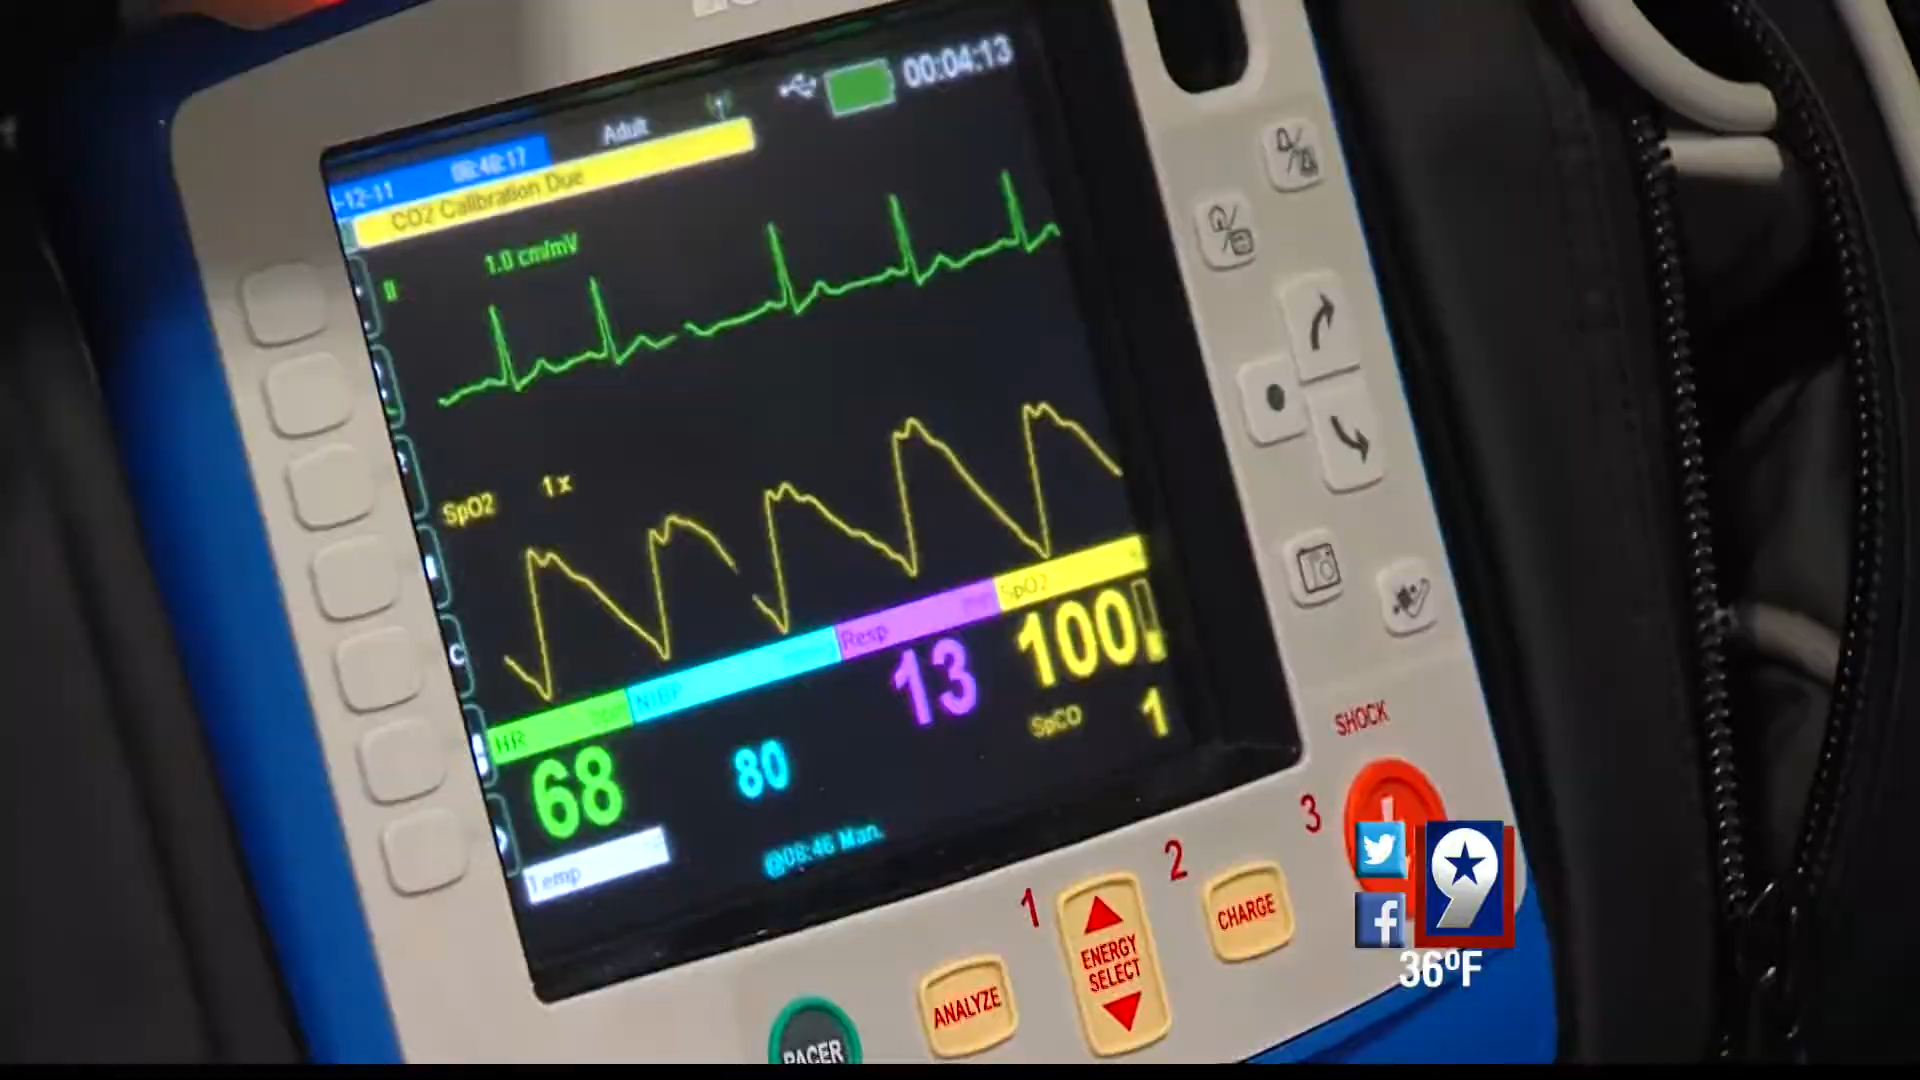 00:04:13
Adult
-12-11 08:48:17
CO2 Calibration Due
II 1.0 cm/mV
SpO2 1x
SpO2
Resp
NIBP
HR
100
13
68
80
SpCO 1
@08:46 Man.
Temp
SHOCK
3
2
1
CHARGE
ENERGY
SELECT
ANALYZE
PACER
9
36ºF